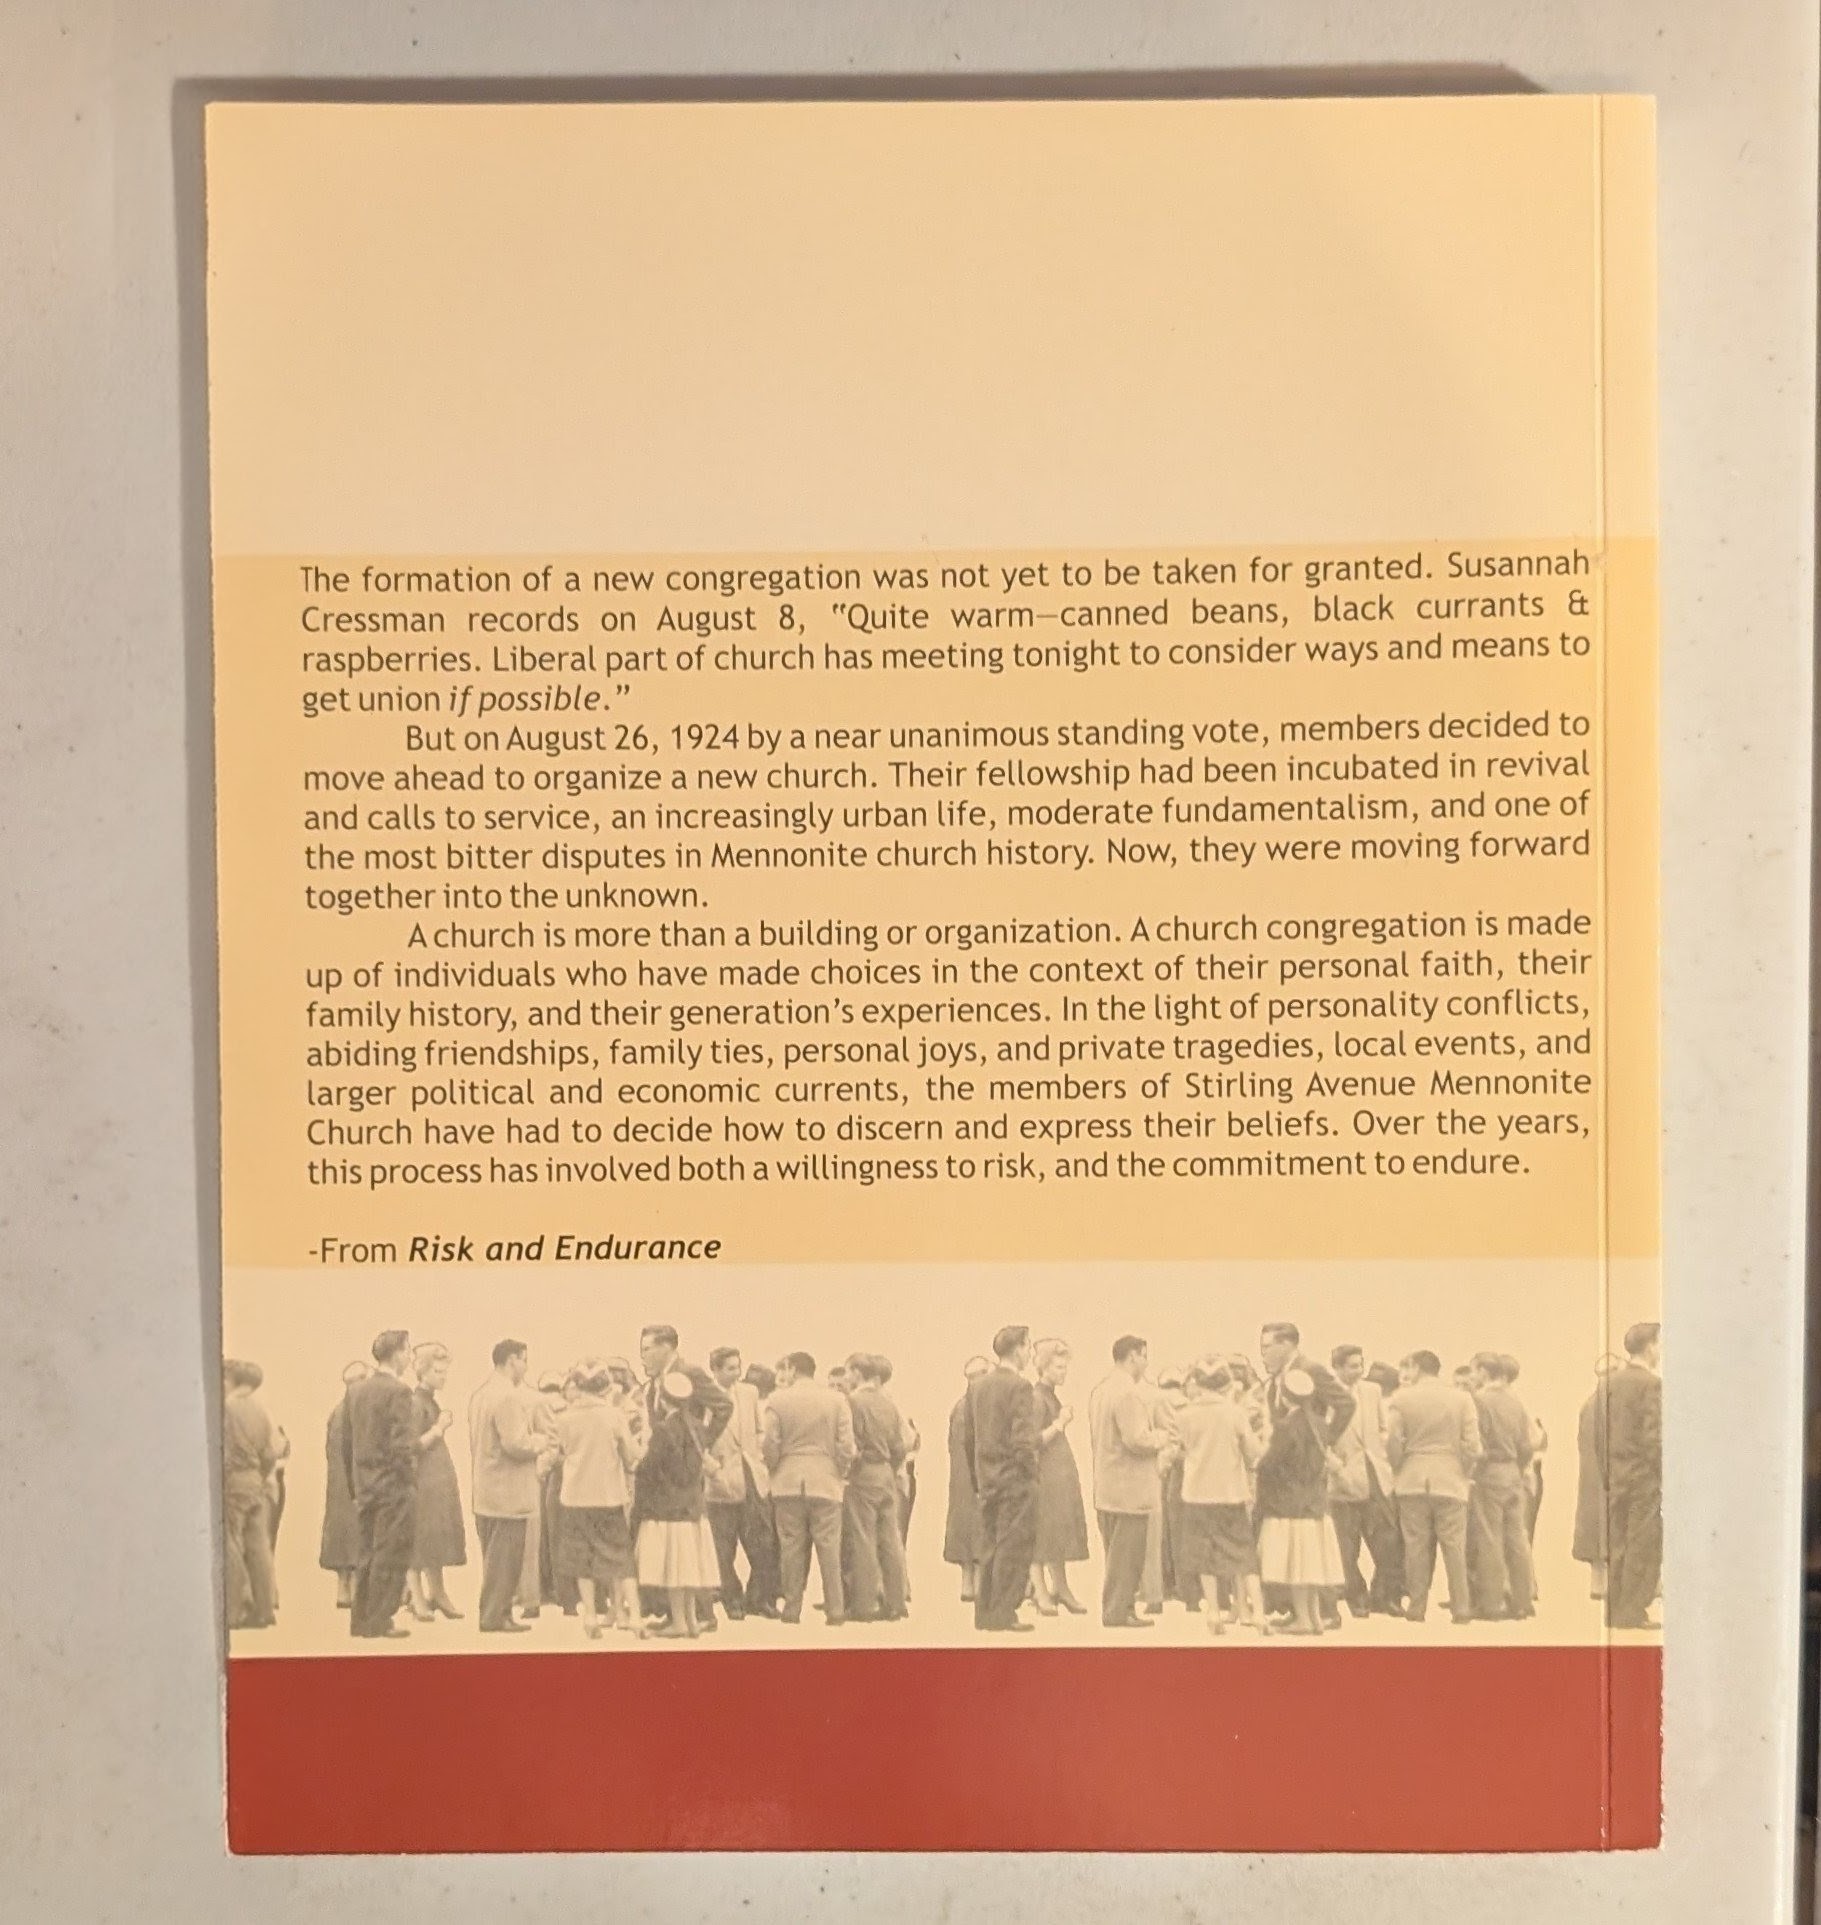 The formation of a new congregation was not yet to be taken for granted. Susannah
Cressman records on August 8, "Quite warm—canned beans, black currants &
raspberries. Liberal part of church has meeting tonight to consider ways and means to
get union if possible."
But on August 26, 1924 by a near unanimous standing vote, members decided to
move ahead to organize a new church. Their fellowship had been incubated in revival
and calls to service, an increasingly urban life, moderate fundamentalism, and one of
the most bitter disputes in Mennonite church history. Now, they were moving forward
together into the unknown.
A church is more than a building or organization. A church congregation is made
up of individuals who have made choices in the context of their personal faith, their
family history, and their generation's experiences. In the light of personality conflicts,
abiding friendships, family ties, personal joys, and private tragedies, local events, and
larger political and economic currents, the members of Stirling Avenue Mennonite
Church have had to decide how to discern and express their beliefs. Over the years,
this process has involved both a willingness to risk, and the commitment to endure.
-From Risk and Endurance